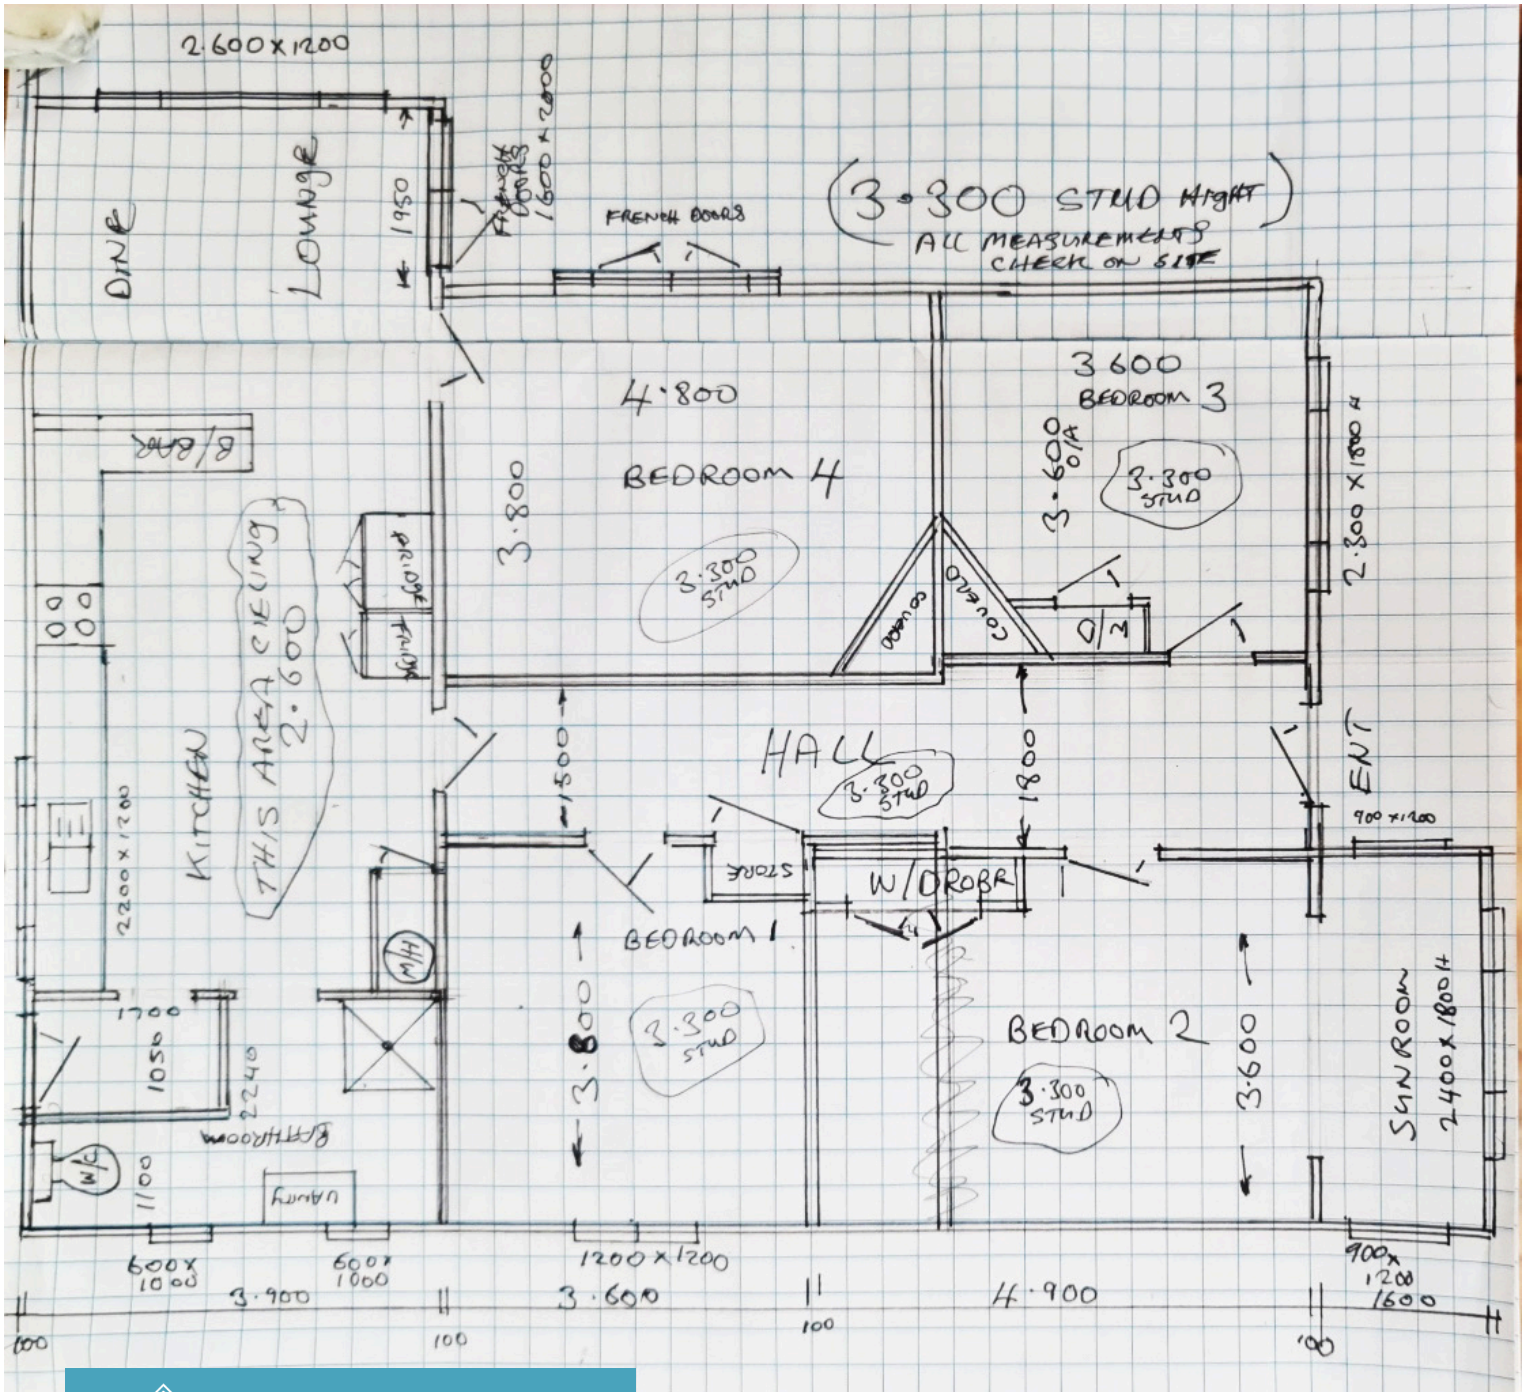 2.600 X 1200
DINE
LOUNGE
1950
FRENCH
DOORS
1600 X 2000
FRENCH DOORS
(3.300 STUD HIGHT)
ALL MEASUREMENTS
CHECK ON SITE
B/BAR
4.800
3.800
BEDROOM 4
3.300
STUD
3600
BEDROOM 3
3.600
O/A
3.300
STUD
2.300 X 1800 H
THIS AREA CIELING
2.600
FRIDGE
KITCHEN
2200 X 1200
1500
HALL
3.300
STUD
1800
ENT
900 X 1200
STORE
W/DROBR
BEDROOM 1
3.800
3.300
STUD
BEDROOM 2
3.300
STUD
3.600
SUNROOM
2400 X 1800H
1700
1050
2240
BATHROOM
W/C
1100
VANITY
600 X
1000
600 X
1000
1200 X 1200
900 X
1200
1600
3.900
3.600
4.900
100
100
100
100